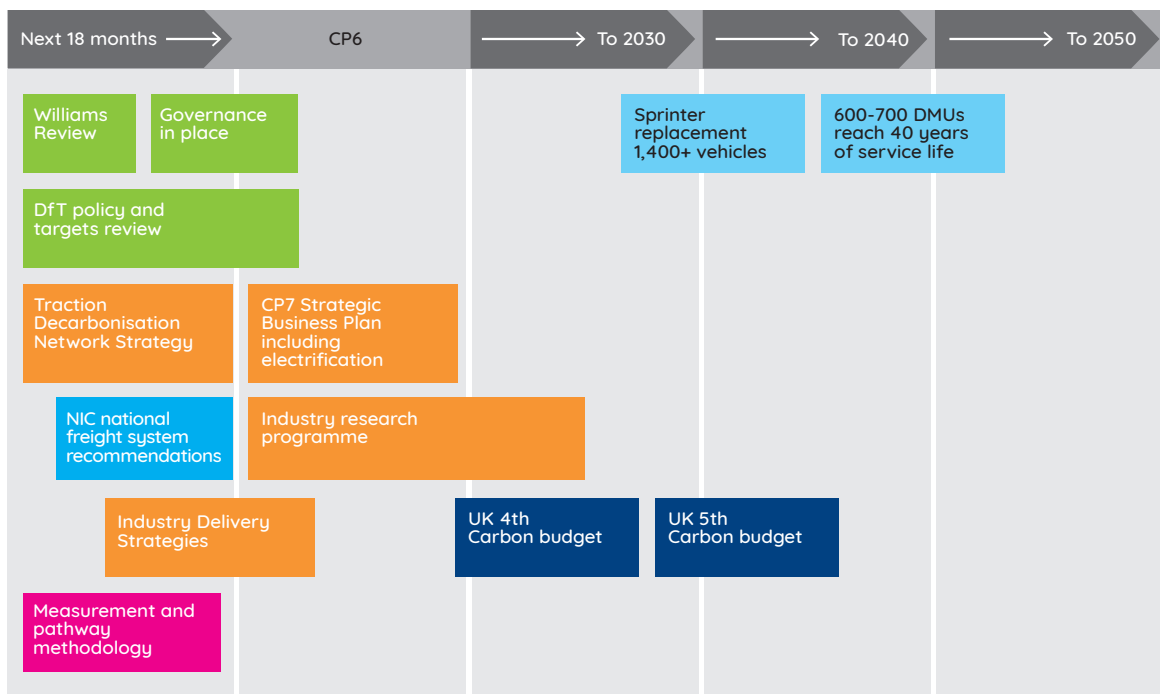 Next 18 months
CP6
To 2030
To 2040
To 2050
Williams
Review
Governance
in place
Sprinter
replacement
1,400+ vehicles
600-700 DMUs
reach 40 years
of service life
DfT policy and
targets review
Traction
Decarbonisation
Network Strategy
CP7 Strategic
Business Plan
including
electrification
NIC national
freight system
recommendations
Industry research
programme
Industry Delivery
Strategies
UK 4th
Carbon budget
UK 5th
Carbon budget
Measurement and
pathway
methodology